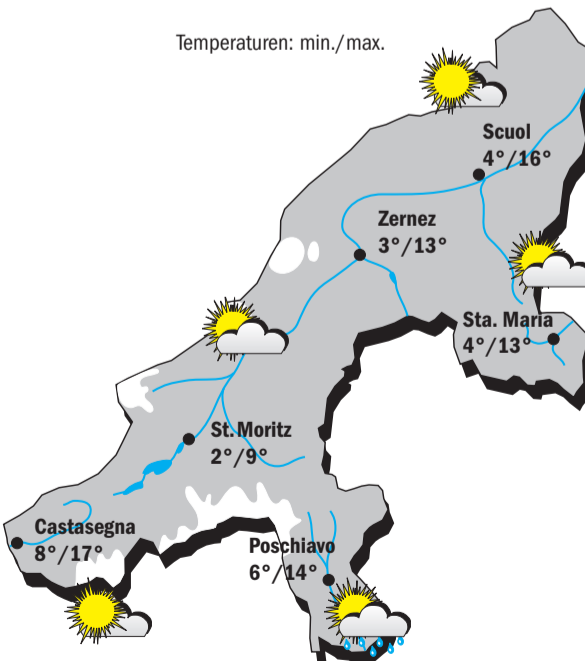 Temperaturen: min./max.
Scuol
4°/16°
Zernez
3°/13°
Sta. Maria
4°/13°
St. Moritz
2°/9°
Castasegna
8°/17°
Poschiavo
6°/14°